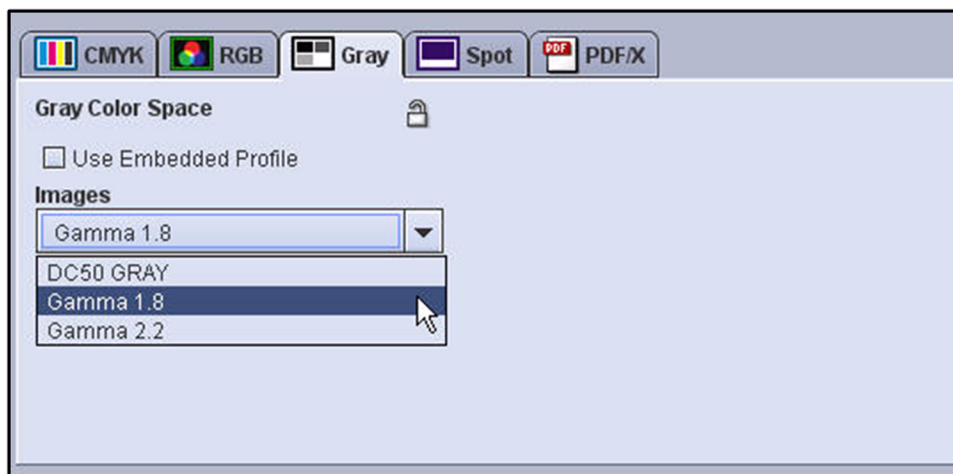 CMYK RGB Gray Spot PDF PDF/X
Gray Color Space
Use Embedded Profile
Images
Gamma 1.8
DC50 GRAY
Gamma 1.8
Gamma 2.2